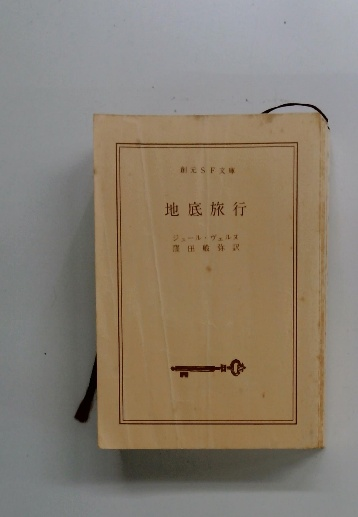 創元SF文庫
地底旅行
ジュール・ヴェルヌ
窪田般彌訳